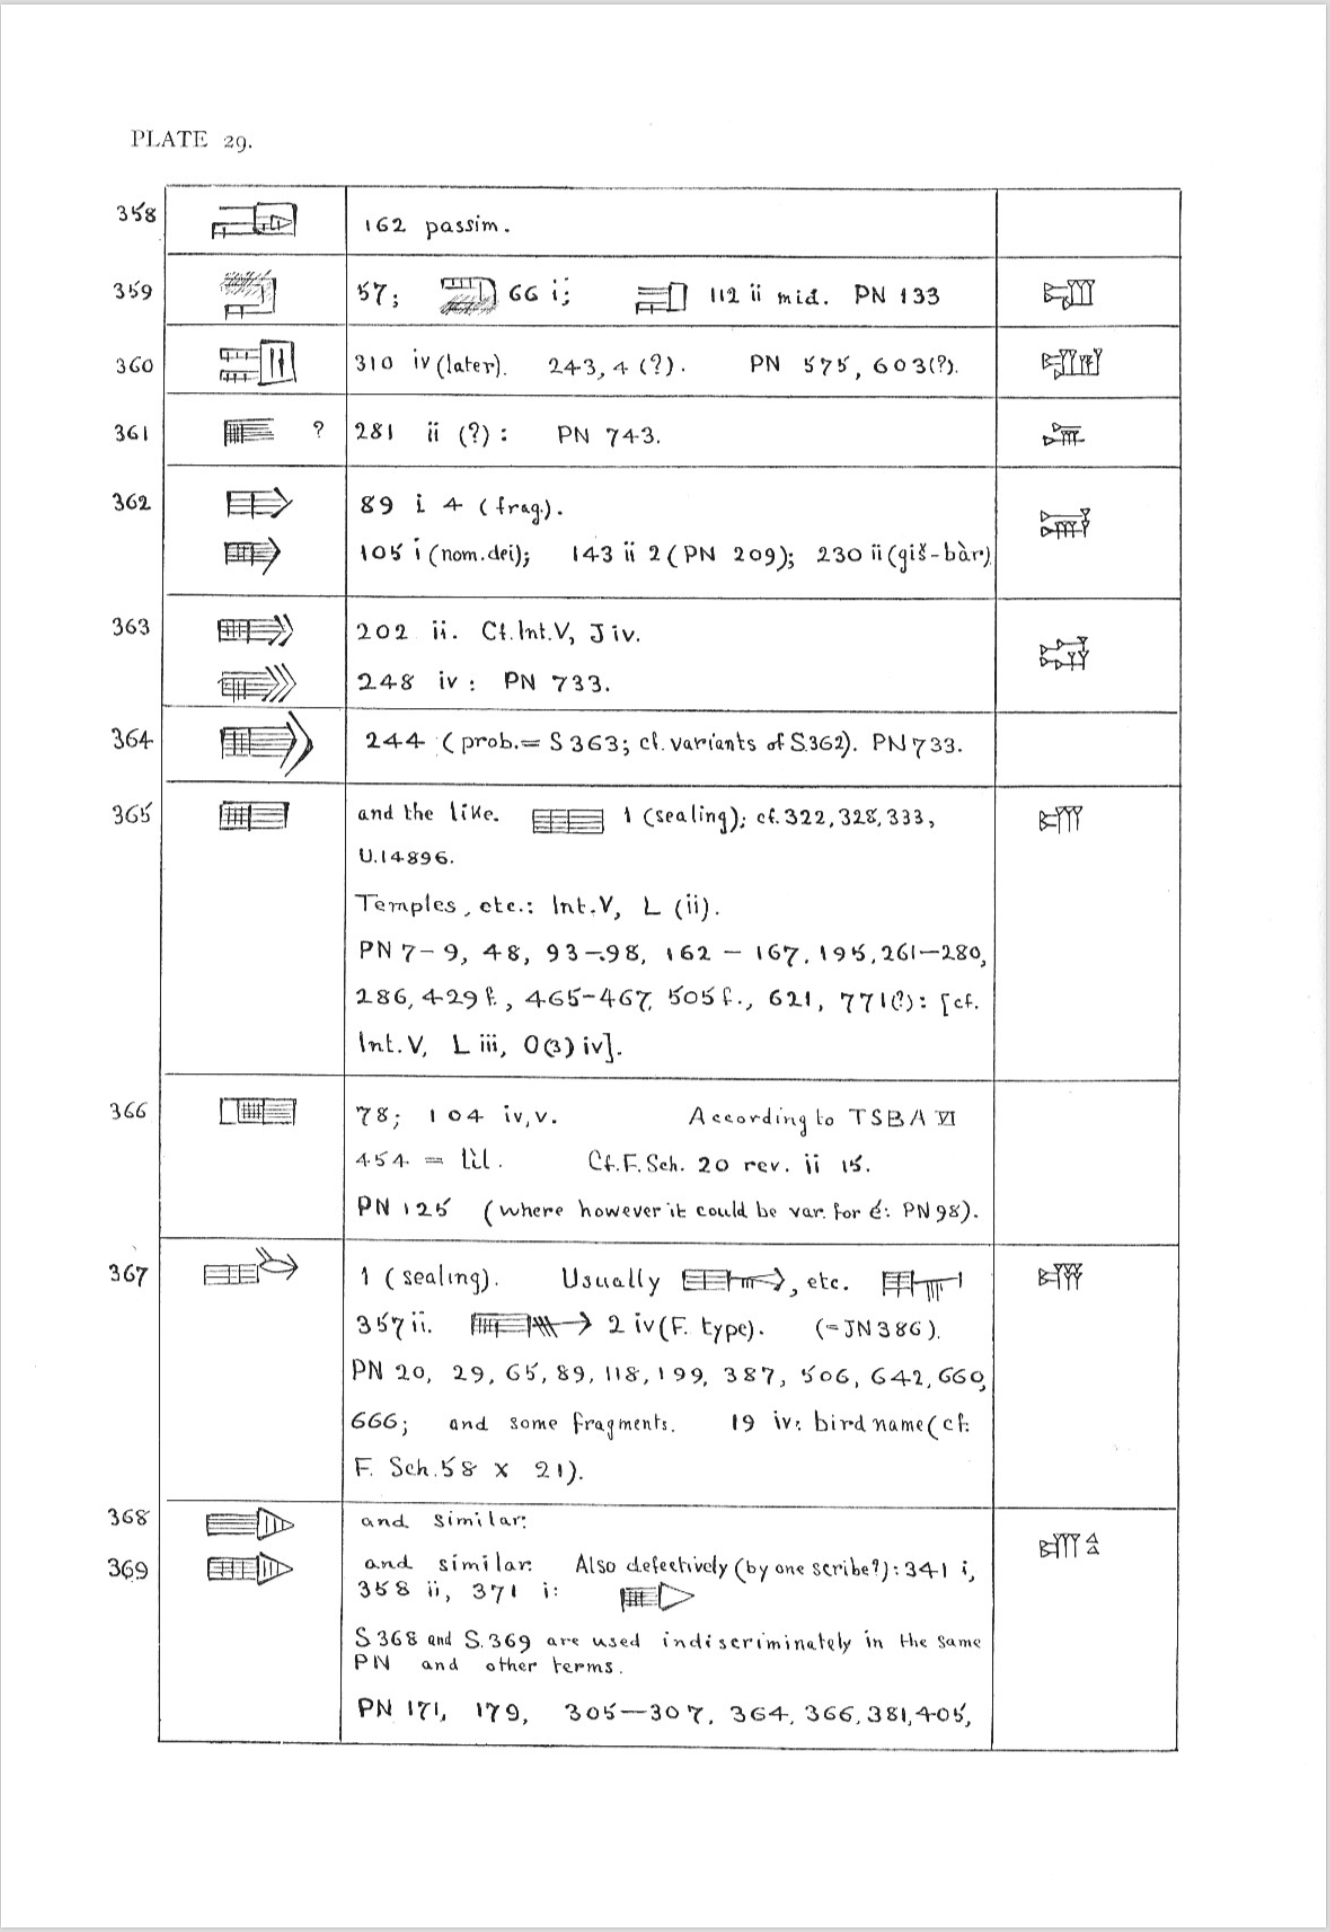 PLATE 29.
358 162 passim.
359 57; 66 i; 112 ii mid. PN 133
360 310 iv (later). 243, 4 (?). PN 575, 603(?).
361 ? 281 ii (?): PN 743.
362 89 i 4 (frag.).
105 i (nom. dei); 143 ii 2 (PN 209); 230 ii (giš-bàr)
363 202 ii. Cf. Int. V, J iv.
248 iv: PN 733.
364 244 (prob. = S 363; cf. variants of S.362). PN 733.
365 and the like. 1 (sealing); cf. 322, 328, 333,
U. 14896.
Temples, etc.: Int. V, L (ii).
PN 7-9, 48, 93-98, 162 - 167, 195, 261-280,
286, 429 f., 465-467, 505 f., 621, 771(?): [cf.
Int. V, L iii, O(3) iv].
366 78; 104 iv, v. According to TSBA VI
454 = líl. Cf. F. Sch. 20 rev. ii 15.
PN 125 (where however it could be var. for é: PN 98).
367 1 (sealing). Usually , etc.
357 ii. 2 iv (F. type). (= JN 386).
PN 20, 29, 65, 89, 118, 199, 387, 506, 642, 660,
666; and some fragments. 19 iv: bird name (cf.
F. Sch. 58 x 21).
368 and similar:
369 and similar: Also defectively (by one scribe?): 341 i,
358 ii, 371 i:
S 368 and S. 369 are used indiscriminately in the same
PN and other terms.
PN 171, 179, 305-307, 364, 366, 381, 405,